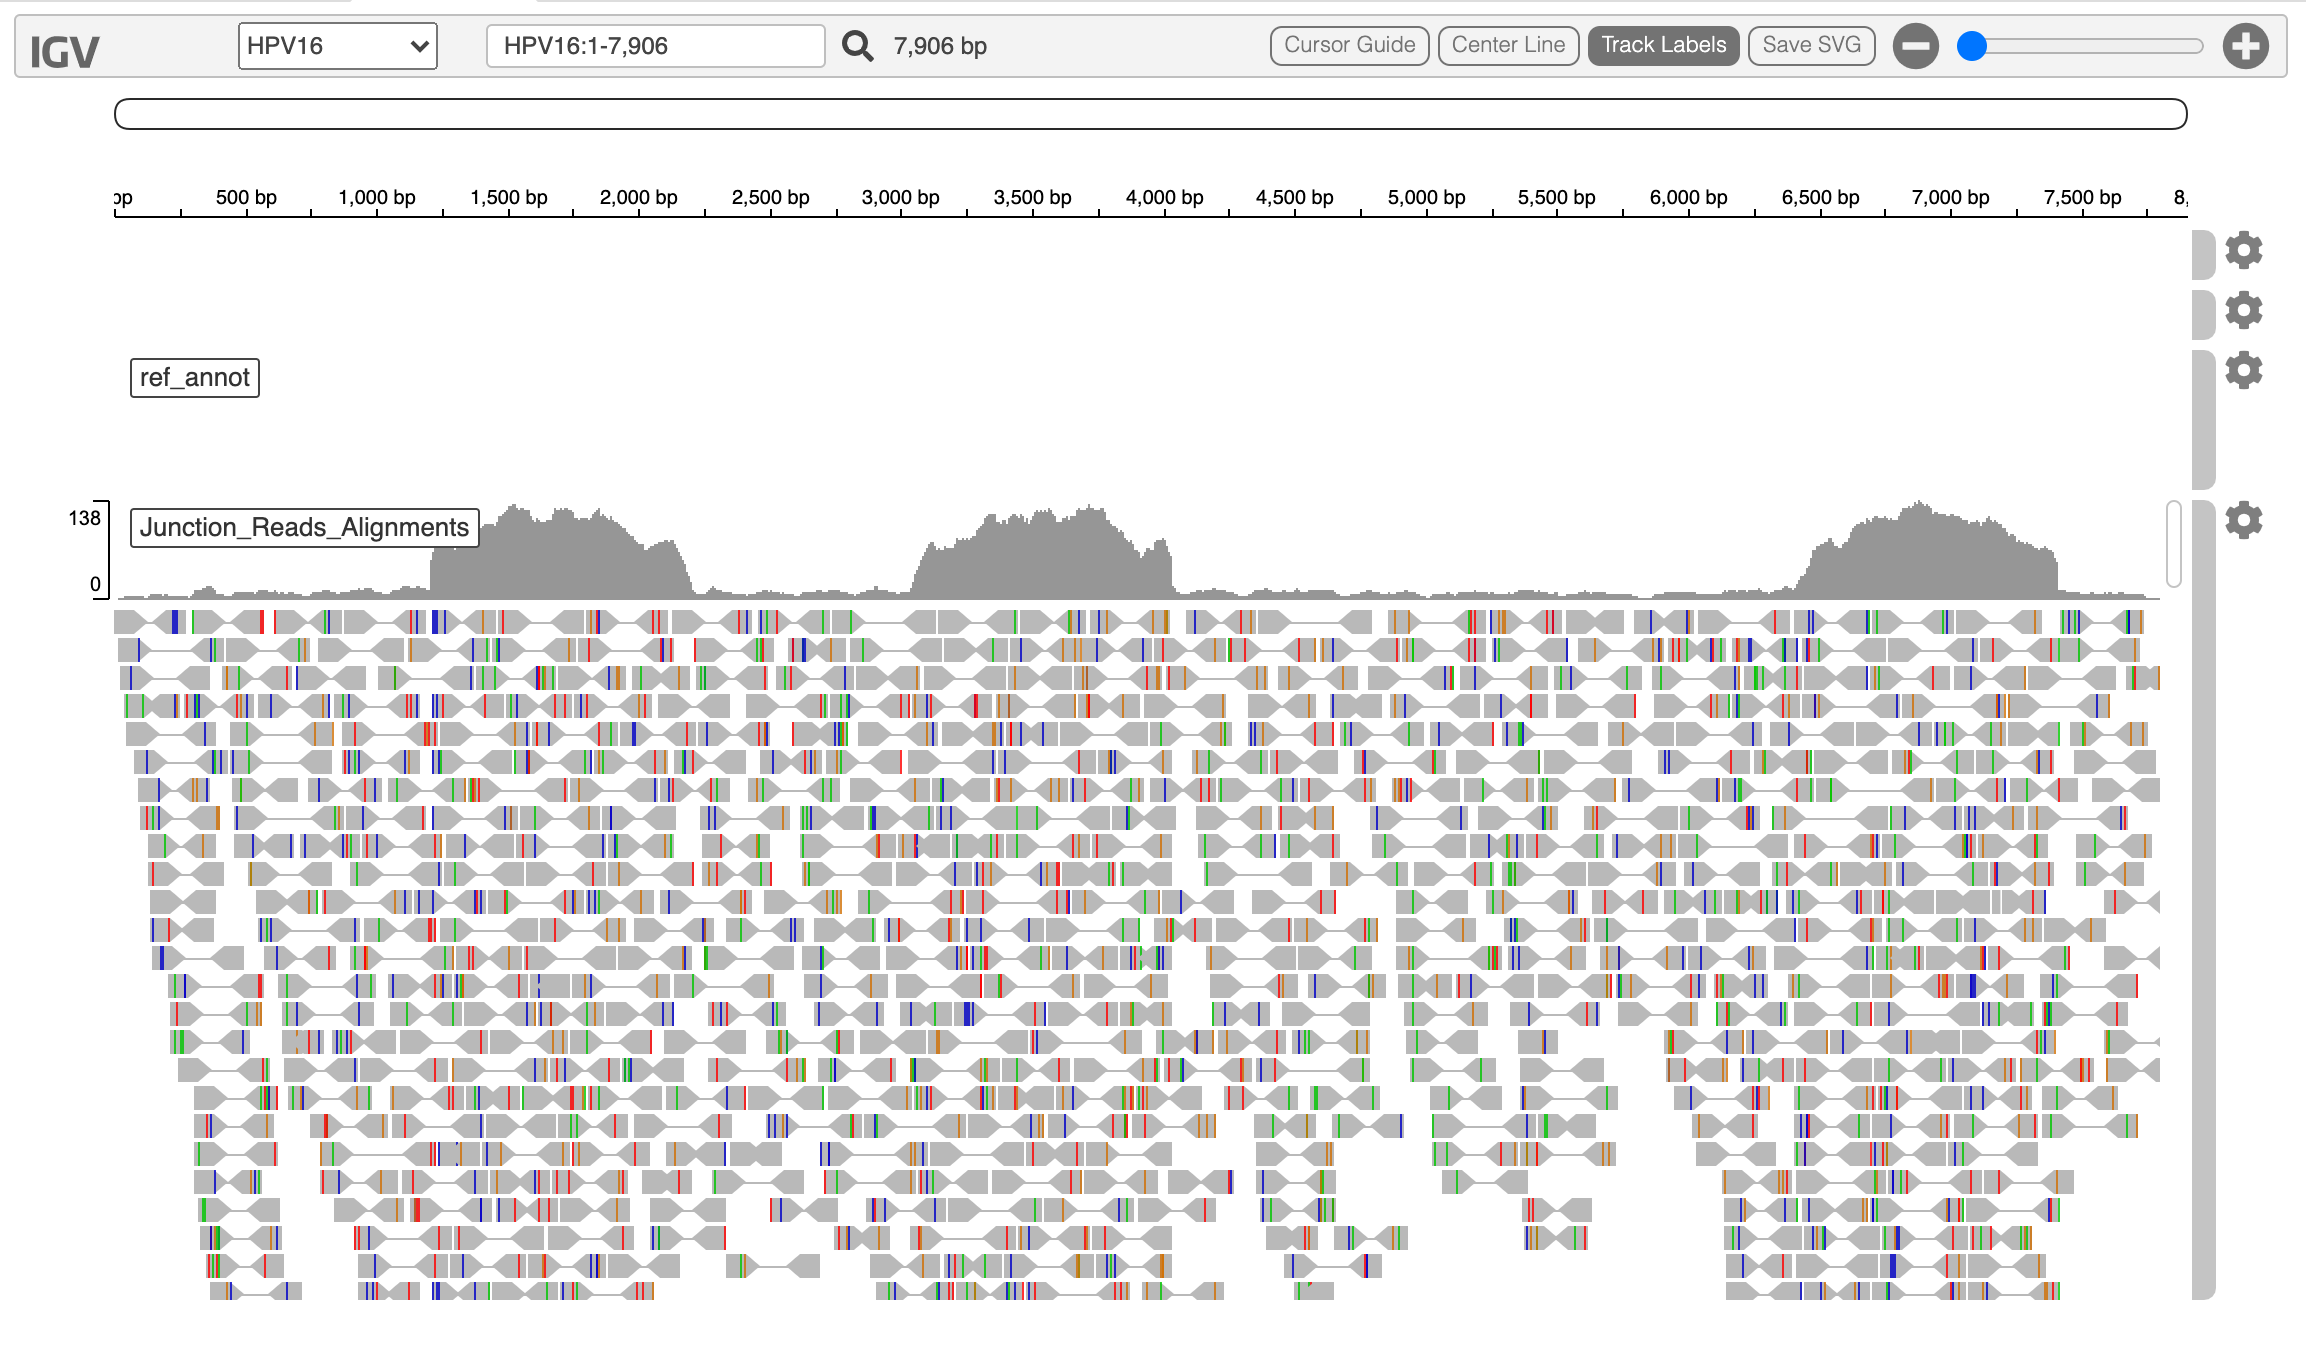 IGV HPV16 HPV16:1-7,906 7,906 bp Cursor Guide Center Line Track Labels Save SVG
bp 500 bp 1,000 bp 1,500 bp 2,000 bp 2,500 bp 3,000 bp 3,500 bp 4,000 bp 4,500 bp 5,000 bp 5,500 bp 6,000 bp 6,500 bp 7,000 bp 7,500 bp 8,
ref_annot
138 Junction_Reads_Alignments
0